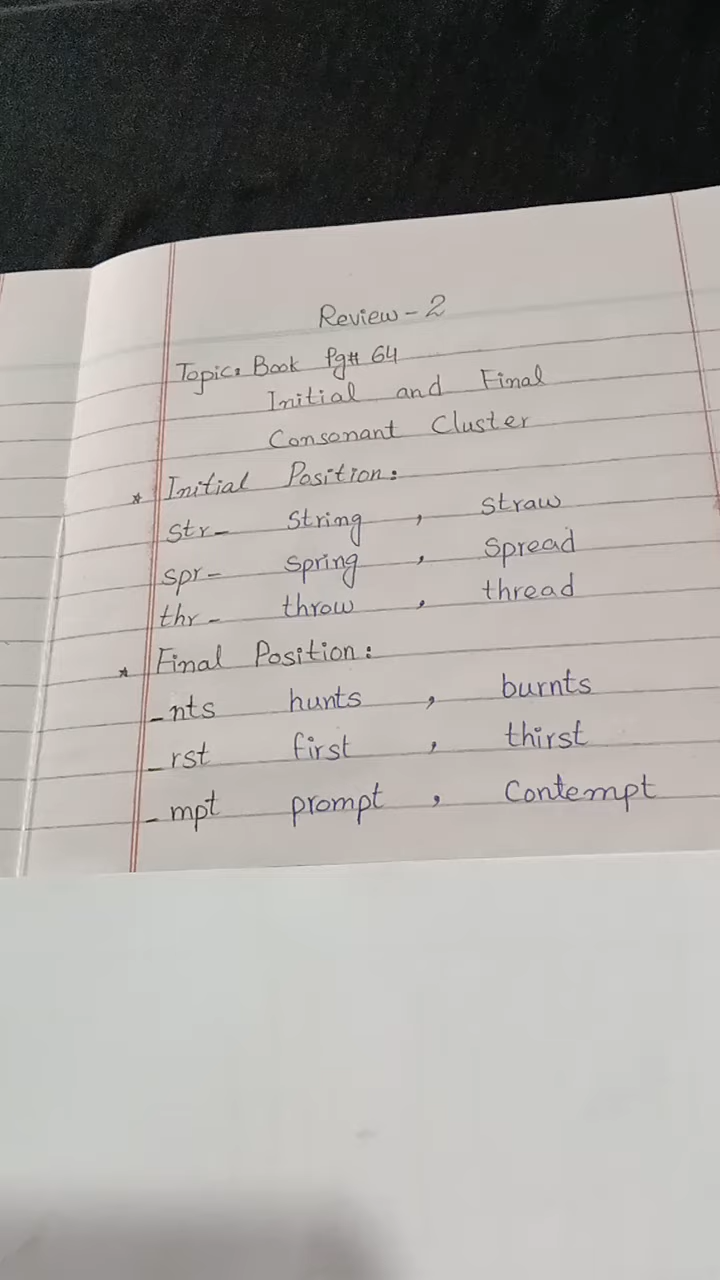 Review-2
Topic: Book Pg# 64
Initial and Final
Consonant Cluster
* Initial Position:
str- string , straw
spr- spring , spread
thr- throw , thread
* Final Position:
-nts hunts , burnts
-rst first , thirst
-mpt prompt , Contempt